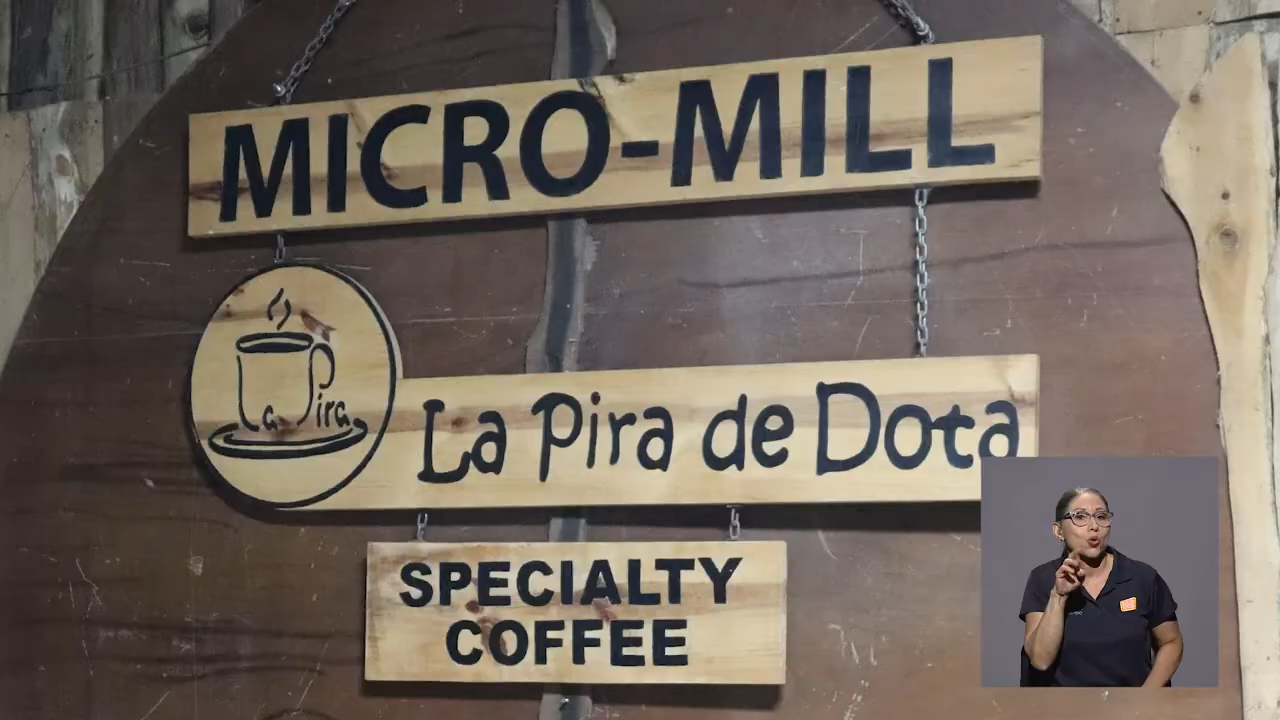 MICRO-MILL
La Pira
La Pira de Dota
SPECIALTY
COFFEE